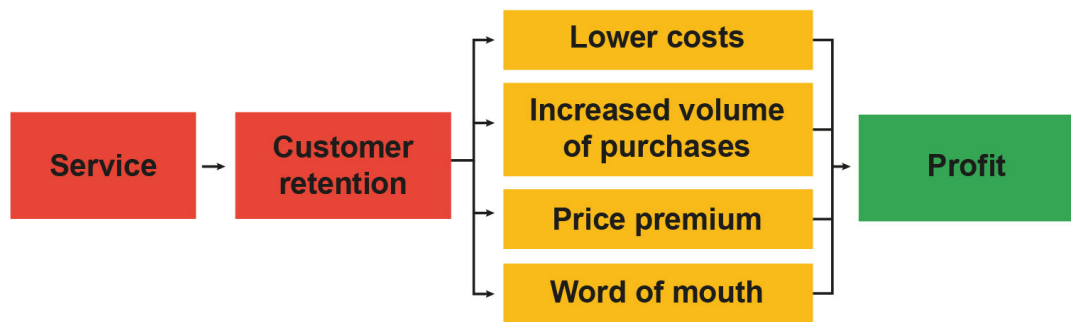 Service
Customer
retention
Lower costs
Increased volume
of purchases
Price premium
Word of mouth
Profit